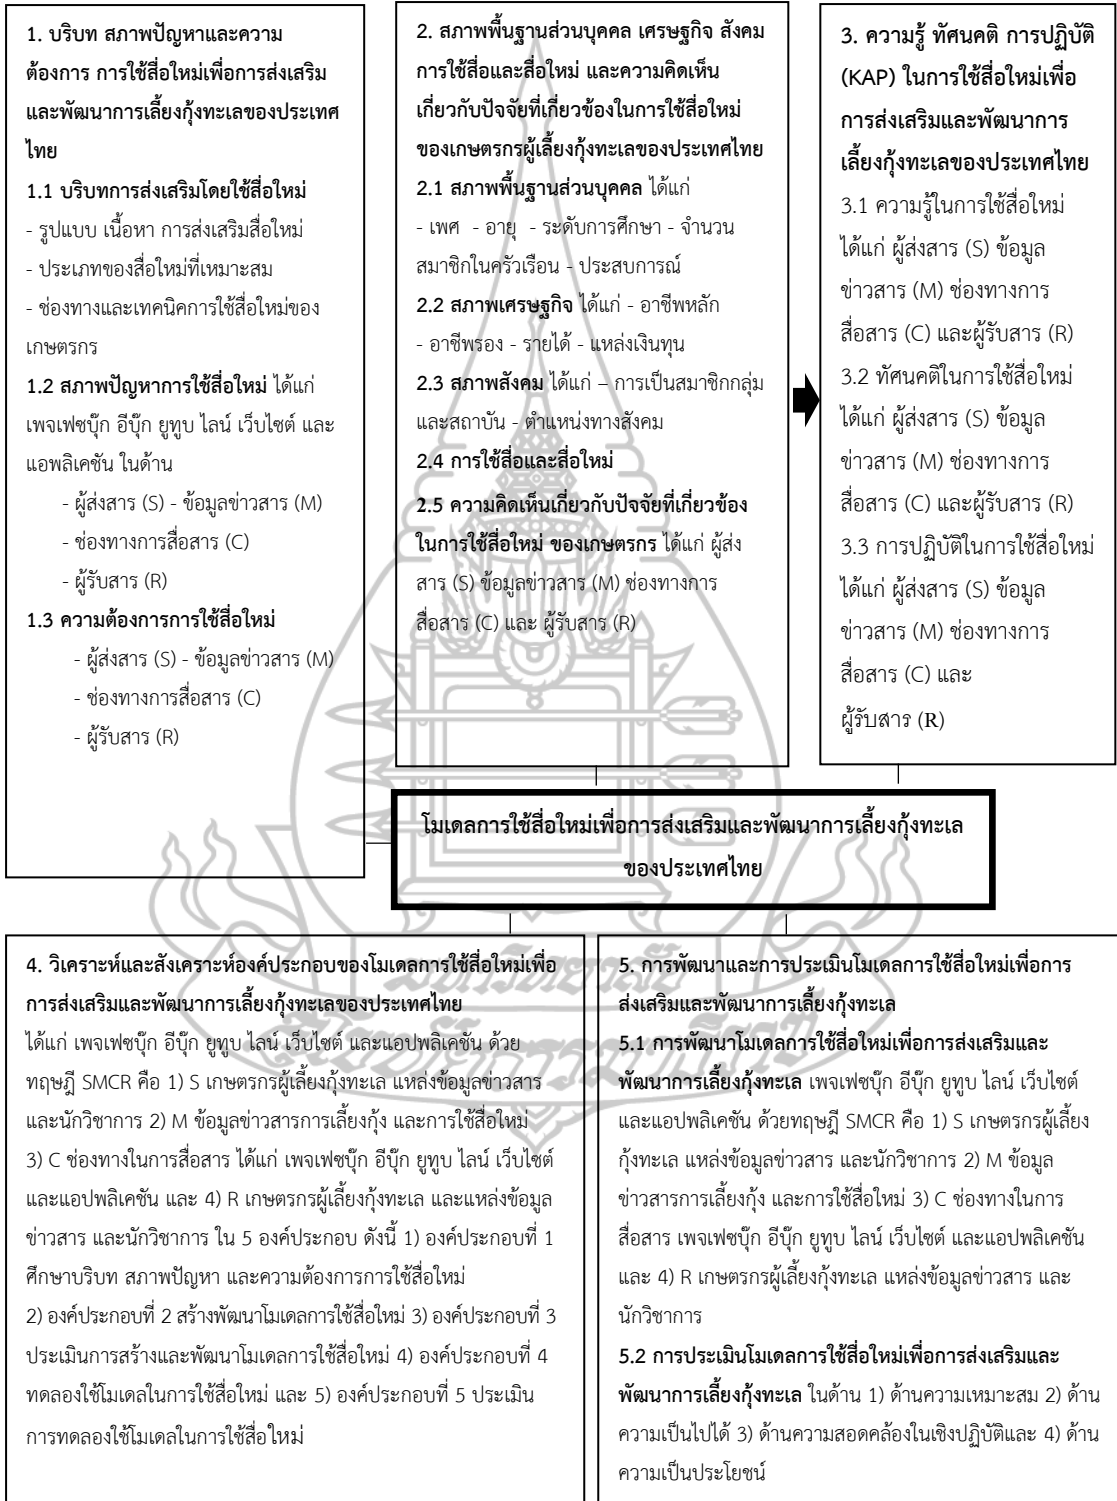 1. บริบท สภาพปัญหาและความ
ต้องการ การใช้สื่อใหม่เพื่อการส่งเสริม
และพัฒนาการเลี้ยงกุ้งทะเลของประเทศ
ไทย
1.1 บริบทการส่งเสริมโดยใช้สื่อใหม่
- รูปแบบ เนื้อหา การส่งเสริมสื่อใหม่
- ประเภทของสื่อใหม่ที่เหมาะสม
- ช่องทางและเทคนิคการใช้สื่อใหม่ของ
เกษตรกร
1.2 สภาพปัญหาการใช้สื่อใหม่ ได้แก่
เพจเฟซบุ๊ก อีบุ๊ก ยูทูบ ไลน์ เว็บไซต์ และ
แอพลิเคชัน ในด้าน
- ผู้ส่งสาร (S) - ข้อมูลข่าวสาร (M)
- ช่องทางการสื่อสาร (C)
- ผู้รับสาร (R)
1.3 ความต้องการการใช้สื่อใหม่
- ผู้ส่งสาร (S) - ข้อมูลข่าวสาร (M)
- ช่องทางการสื่อสาร (C)
- ผู้รับสาร (R)
2. สภาพพื้นฐานส่วนบุคคล เศรษฐกิจ สังคม
การใช้สื่อและสื่อใหม่ และความคิดเห็น
เกี่ยวกับปัจจัยที่เกี่ยวข้องในการใช้สื่อใหม่
ของเกษตรกรผู้เลี้ยงกุ้งทะเลของประเทศไทย
2.1 สภาพพื้นฐานส่วนบุคคล ได้แก่
- เพศ - อายุ - ระดับการศึกษา - จำนวน
สมาชิกในครัวเรือน - ประสบการณ์
2.2 สภาพเศรษฐกิจ ได้แก่ - อาชีพหลัก
- อาชีพรอง - รายได้ - แหล่งเงินทุน
2.3 สภาพสังคม ได้แก่ – การเป็นสมาชิกกลุ่ม
และสถาบัน - ตำแหน่งทางสังคม
2.4 การใช้สื่อและสื่อใหม่
2.5 ความคิดเห็นเกี่ยวกับปัจจัยที่เกี่ยวข้อง
ในการใช้สื่อใหม่ ของเกษตรกร ได้แก่ ผู้ส่ง
สาร (S) ข้อมูลข่าวสาร (M) ช่องทางการ
สื่อสาร (C) และ ผู้รับสาร (R)
3. ความรู้ ทัศนคติ การปฏิบัติ
(KAP) ในการใช้สื่อใหม่เพื่อ
การส่งเสริมและพัฒนาการ
เลี้ยงกุ้งทะเลของประเทศไทย
3.1 ความรู้ในการใช้สื่อใหม่
ได้แก่ ผู้ส่งสาร (S) ข้อมูล
ข่าวสาร (M) ช่องทางการ
สื่อสาร (C) และผู้รับสาร (R)
3.2 ทัศนคติในการใช้สื่อใหม่
ได้แก่ ผู้ส่งสาร (S) ข้อมูล
ข่าวสาร (M) ช่องทางการ
สื่อสาร (C) และผู้รับสาร (R)
3.3 การปฏิบัติในการใช้สื่อใหม่
ได้แก่ ผู้ส่งสาร (S) ข้อมูล
ข่าวสาร (M) ช่องทางการ
สื่อสาร (C) และ
ผู้รับสาร (R)
โมเดลการใช้สื่อใหม่เพื่อการส่งเสริมและพัฒนาการเลี้ยงกุ้งทะเล
ของประเทศไทย
4. วิเคราะห์และสังเคราะห์องค์ประกอบของโมเดลการใช้สื่อใหม่เพื่อ
การส่งเสริมและพัฒนาการเลี้ยงกุ้งทะเลของประเทศไทย
ได้แก่ เพจเฟซบุ๊ก อีบุ๊ก ยูทูบ ไลน์ เว็บไซต์ และแอปพลิเคชัน ด้วย
ทฤษฎี SMCR คือ 1) S เกษตรกรผู้เลี้ยงกุ้งทะเล แหล่งข้อมูลข่าวสาร
และนักวิชาการ 2) M ข้อมูลข่าวสารการเลี้ยงกุ้ง และการใช้สื่อใหม่
3) C ช่องทางในการสื่อสาร ได้แก่ เพจเฟซบุ๊ก อีบุ๊ก ยูทูบ ไลน์ เว็บไซต์
และแอปพลิเคชัน และ 4) R เกษตรกรผู้เลี้ยงกุ้งทะเล และแหล่งข้อมูล
ข่าวสาร และนักวิชาการ ใน 5 องค์ประกอบ ดังนี้ 1) องค์ประกอบที่ 1
ศึกษาบริบท สภาพปัญหา และความต้องการการใช้สื่อใหม่
2) องค์ประกอบที่ 2 สร้างพัฒนาโมเดลการใช้สื่อใหม่ 3) องค์ประกอบที่ 3
ประเมินการสร้างและพัฒนาโมเดลการใช้สื่อใหม่ 4) องค์ประกอบที่ 4
ทดลองใช้โมเดลในการใช้สื่อใหม่ และ 5) องค์ประกอบที่ 5 ประเมิน
การทดลองใช้โมเดลในการใช้สื่อใหม่
5. การพัฒนาและการประเมินโมเดลการใช้สื่อใหม่เพื่อการ
ส่งเสริมและพัฒนาการเลี้ยงกุ้งทะเล
5.1 การพัฒนาโมเดลการใช้สื่อใหม่เพื่อการส่งเสริมและ
พัฒนาการเลี้ยงกุ้งทะเล เพจเฟซบุ๊ก อีบุ๊ก ยูทูบ ไลน์ เว็บไซต์
และแอปพลิเคชัน ด้วยทฤษฎี SMCR คือ 1) S เกษตรกรผู้เลี้ยง
กุ้งทะเล แหล่งข้อมูลข่าวสาร และนักวิชาการ 2) M ข้อมูล
ข่าวสารการเลี้ยงกุ้ง และการใช้สื่อใหม่ 3) C ช่องทางในการ
สื่อสาร เพจเฟซบุ๊ก อีบุ๊ก ยูทูบ ไลน์ เว็บไซต์ และแอปพลิเคชัน
และ 4) R เกษตรกรผู้เลี้ยงกุ้งทะเล แหล่งข้อมูลข่าวสาร และ
นักวิชาการ
5.2 การประเมินโมเดลการใช้สื่อใหม่เพื่อการส่งเสริมและ
พัฒนาการเลี้ยงกุ้งทะเล ในด้าน 1) ด้านความเหมาะสม 2) ด้าน
ความเป็นไปได้ 3) ด้านความสอดคล้องในเชิงปฏิบัติและ 4) ด้าน
ความเป็นประโยชน์
มหาวิทยาลัย
สุโขทัยธรรมาธิราช